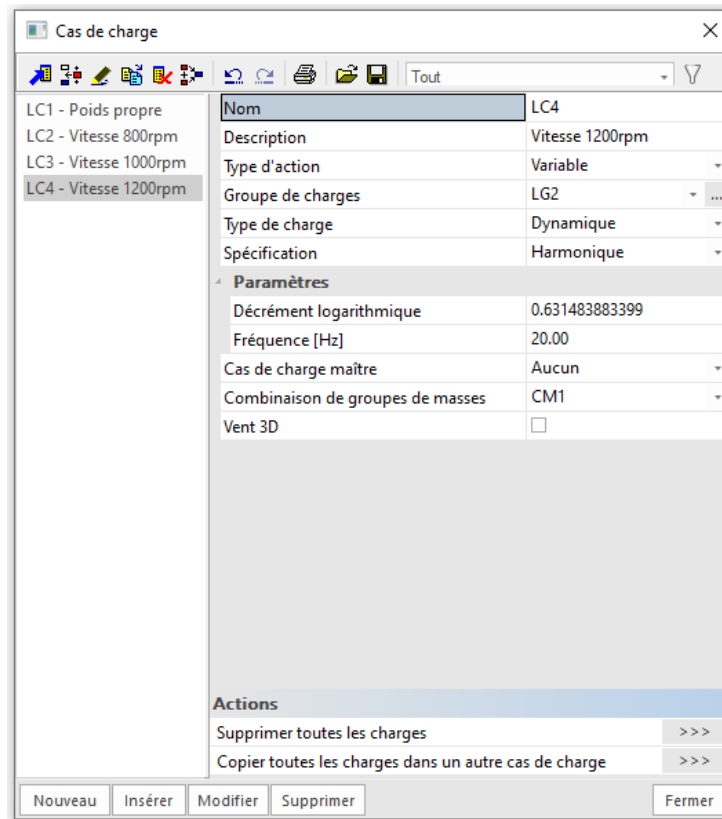 Cas de charge
Tout
LC1 - Poids propre
LC2 - Vitesse 800rpm
LC3 - Vitesse 1000rpm
LC4 - Vitesse 1200rpm
Nom LC4
Description Vitesse 1200rpm
Type d'action Variable
Groupe de charges LG2 ...
Type de charge Dynamique
Spécification Harmonique
Paramètres
Décrément logarithmique 0.631483883399
Fréquence [Hz] 20.00
Cas de charge maître Aucun
Combinaison de groupes de masses CM1
Vent 3D
Actions
Supprimer toutes les charges >>>
Copier toutes les charges dans un autre cas de charge >>>
Nouveau Insérer Modifier Supprimer Fermer